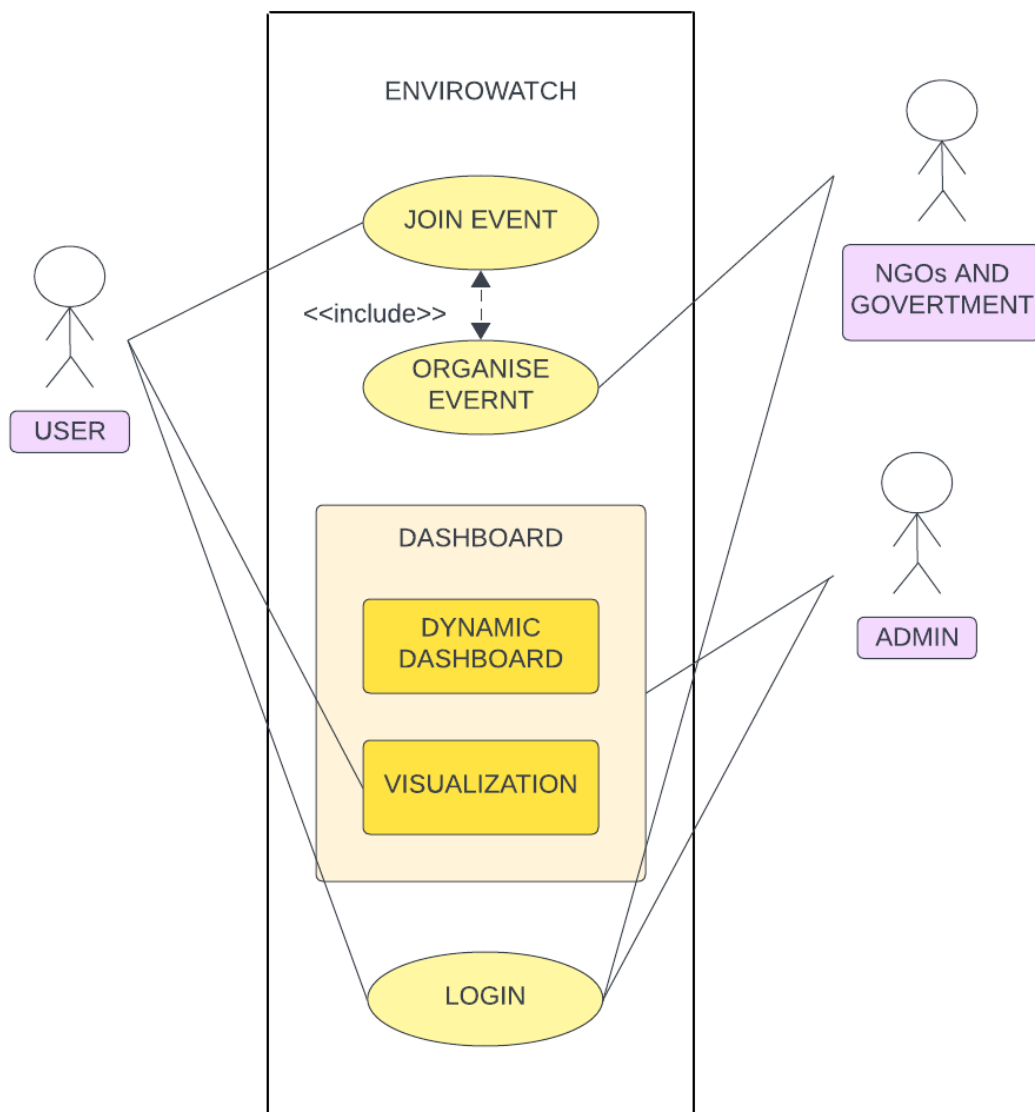 ENVIROWATCH
JOIN EVENT
<<include>>
ORGANISE
EVERNT
USER
NGOs AND
GOVERTMENT
DASHBOARD
DYNAMIC
DASHBOARD
VISUALIZATION
ADMIN
LOGIN